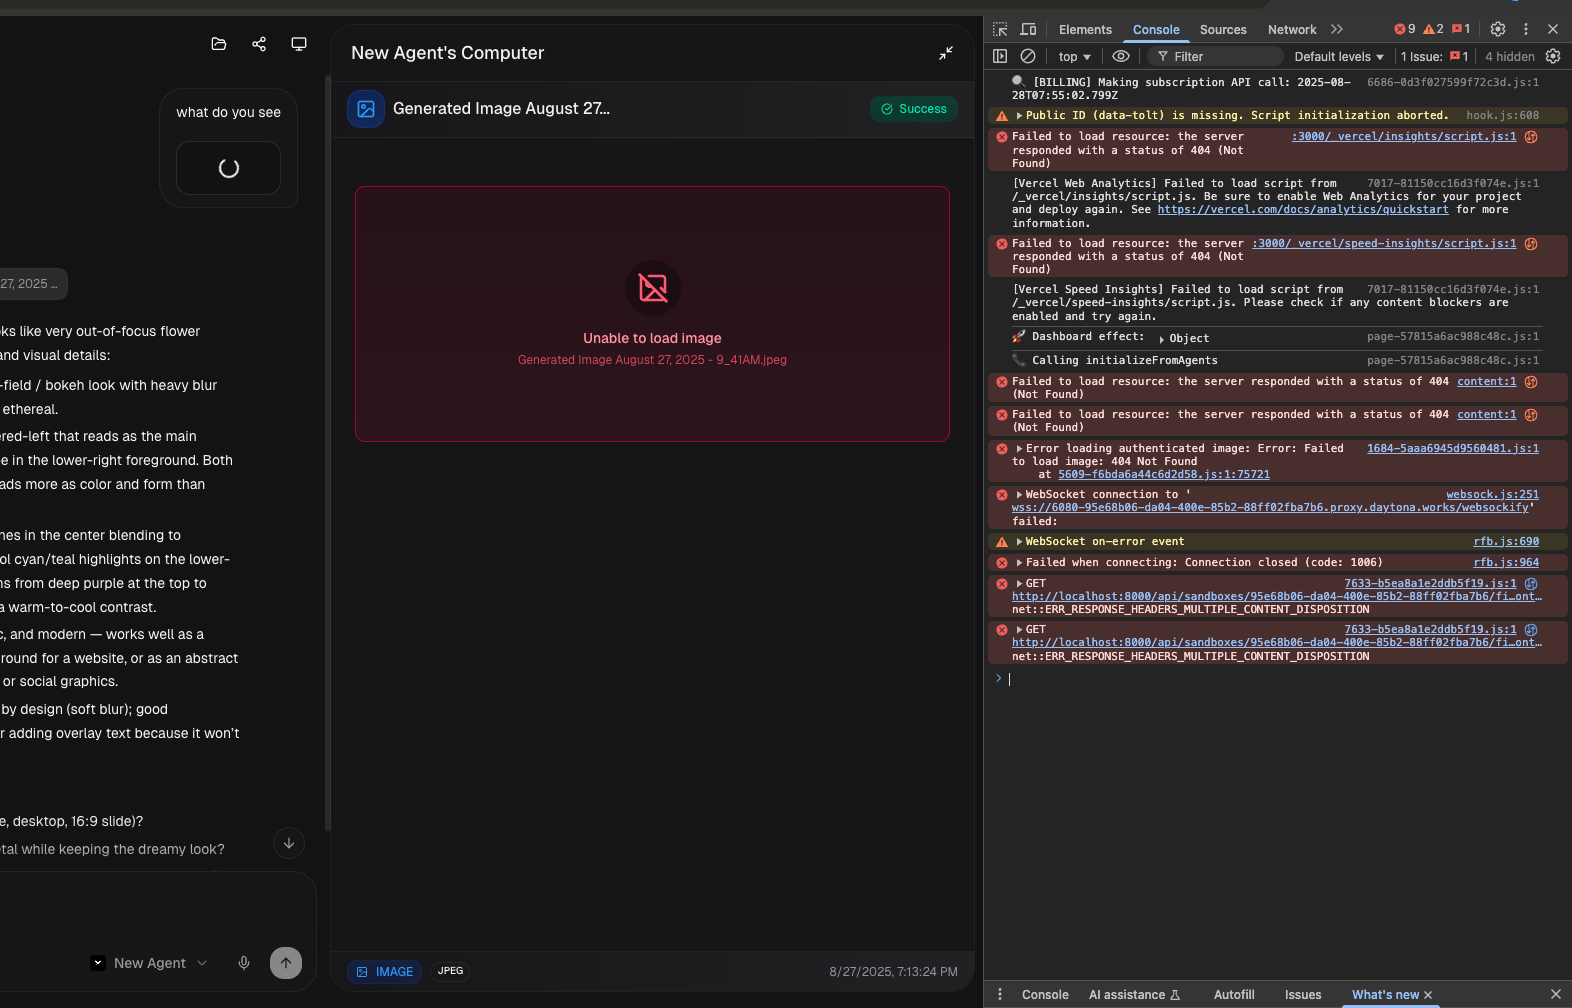 what do you see
27, 2025 …
oks like very out-of-focus flower
and visual details:
-field / bokeh look with heavy blur
ethereal.
ered-left that reads as the main
e in the lower-right foreground. Both
ads more as color and form than
nes in the center blending to
ol cyan/teal highlights on the lower-
ns from deep purple at the top to
a warm-to-cool contrast.
c, and modern — works well as a
round for a website, or as an abstract
or social graphics.
by design (soft blur); good
r adding overlay text because it won't
e, desktop, 16:9 slide)?
etal while keeping the dreamy look?
New Agent
New Agent's Computer
Generated Image August 27...
Success
Unable to load image
Generated Image August 27, 2025 - 9_41AM.jpeg
IMAGE
JPEG
8/27/2025, 7:13:24 PM
Elements
Console
Sources
Network
9
2
1
top
Filter
Default levels
1 Issue:
1
4 hidden
[BILLING] Making subscription API call: 2025-08- 6686-0d3f027599f72c3d.js:1
28T07:55:02.799Z
Public ID (data-tolt) is missing. Script initialization aborted. hook.js:608
Failed to load resource: the server :3000/_vercel/insights/script.js:1
responded with a status of 404 (Not
Found)
[Vercel Web Analytics] Failed to load script from 7017-81150cc16d3f074e.js:1
/_vercel/insights/script.js. Be sure to enable Web Analytics for your project
and deploy again. See https://vercel.com/docs/analytics/quickstart for more
information.
Failed to load resource: the server :3000/_vercel/speed-insights/script.js:1
responded with a status of 404 (Not
Found)
[Vercel Speed Insights] Failed to load script from 7017-81150cc16d3f074e.js:1
/_vercel/speed-insights/script.js. Please check if any content blockers are
enabled and try again.
Dashboard effect: Object page-57815a6ac988c48c.js:1
Calling initializeFromAgents page-57815a6ac988c48c.js:1
Failed to load resource: the server responded with a status of 404 content:1
(Not Found)
Failed to load resource: the server responded with a status of 404 content:1
(Not Found)
Error loading authenticated image: Error: Failed 1684-5aaa6945d9560481.js:1
to load image: 404 Not Found
at 5609-f6bda6a44c6d2d58.js:1:75721
WebSocket connection to ' websock.js:251
wss://6080-95e68b06-da04-400e-85b2-88ff02fba7b6.proxy.daytona.works/websockify'
failed:
WebSocket on-error event rfb.js:690
Failed when connecting: Connection closed (code: 1006) rfb.js:964
GET 7633-b5ea8a1e2ddb5f19.js:1
http://localhost:8000/api/sandboxes/95e68b06-da04-400e-85b2-88ff02fba7b6/fi…ont…
net::ERR_RESPONSE_HEADERS_MULTIPLE_CONTENT_DISPOSITION
GET 7633-b5ea8a1e2ddb5f19.js:1
http://localhost:8000/api/sandboxes/95e68b06-da04-400e-85b2-88ff02fba7b6/fi…ont…
net::ERR_RESPONSE_HEADERS_MULTIPLE_CONTENT_DISPOSITION
Console
AI assistance
Autofill
Issues
What's new